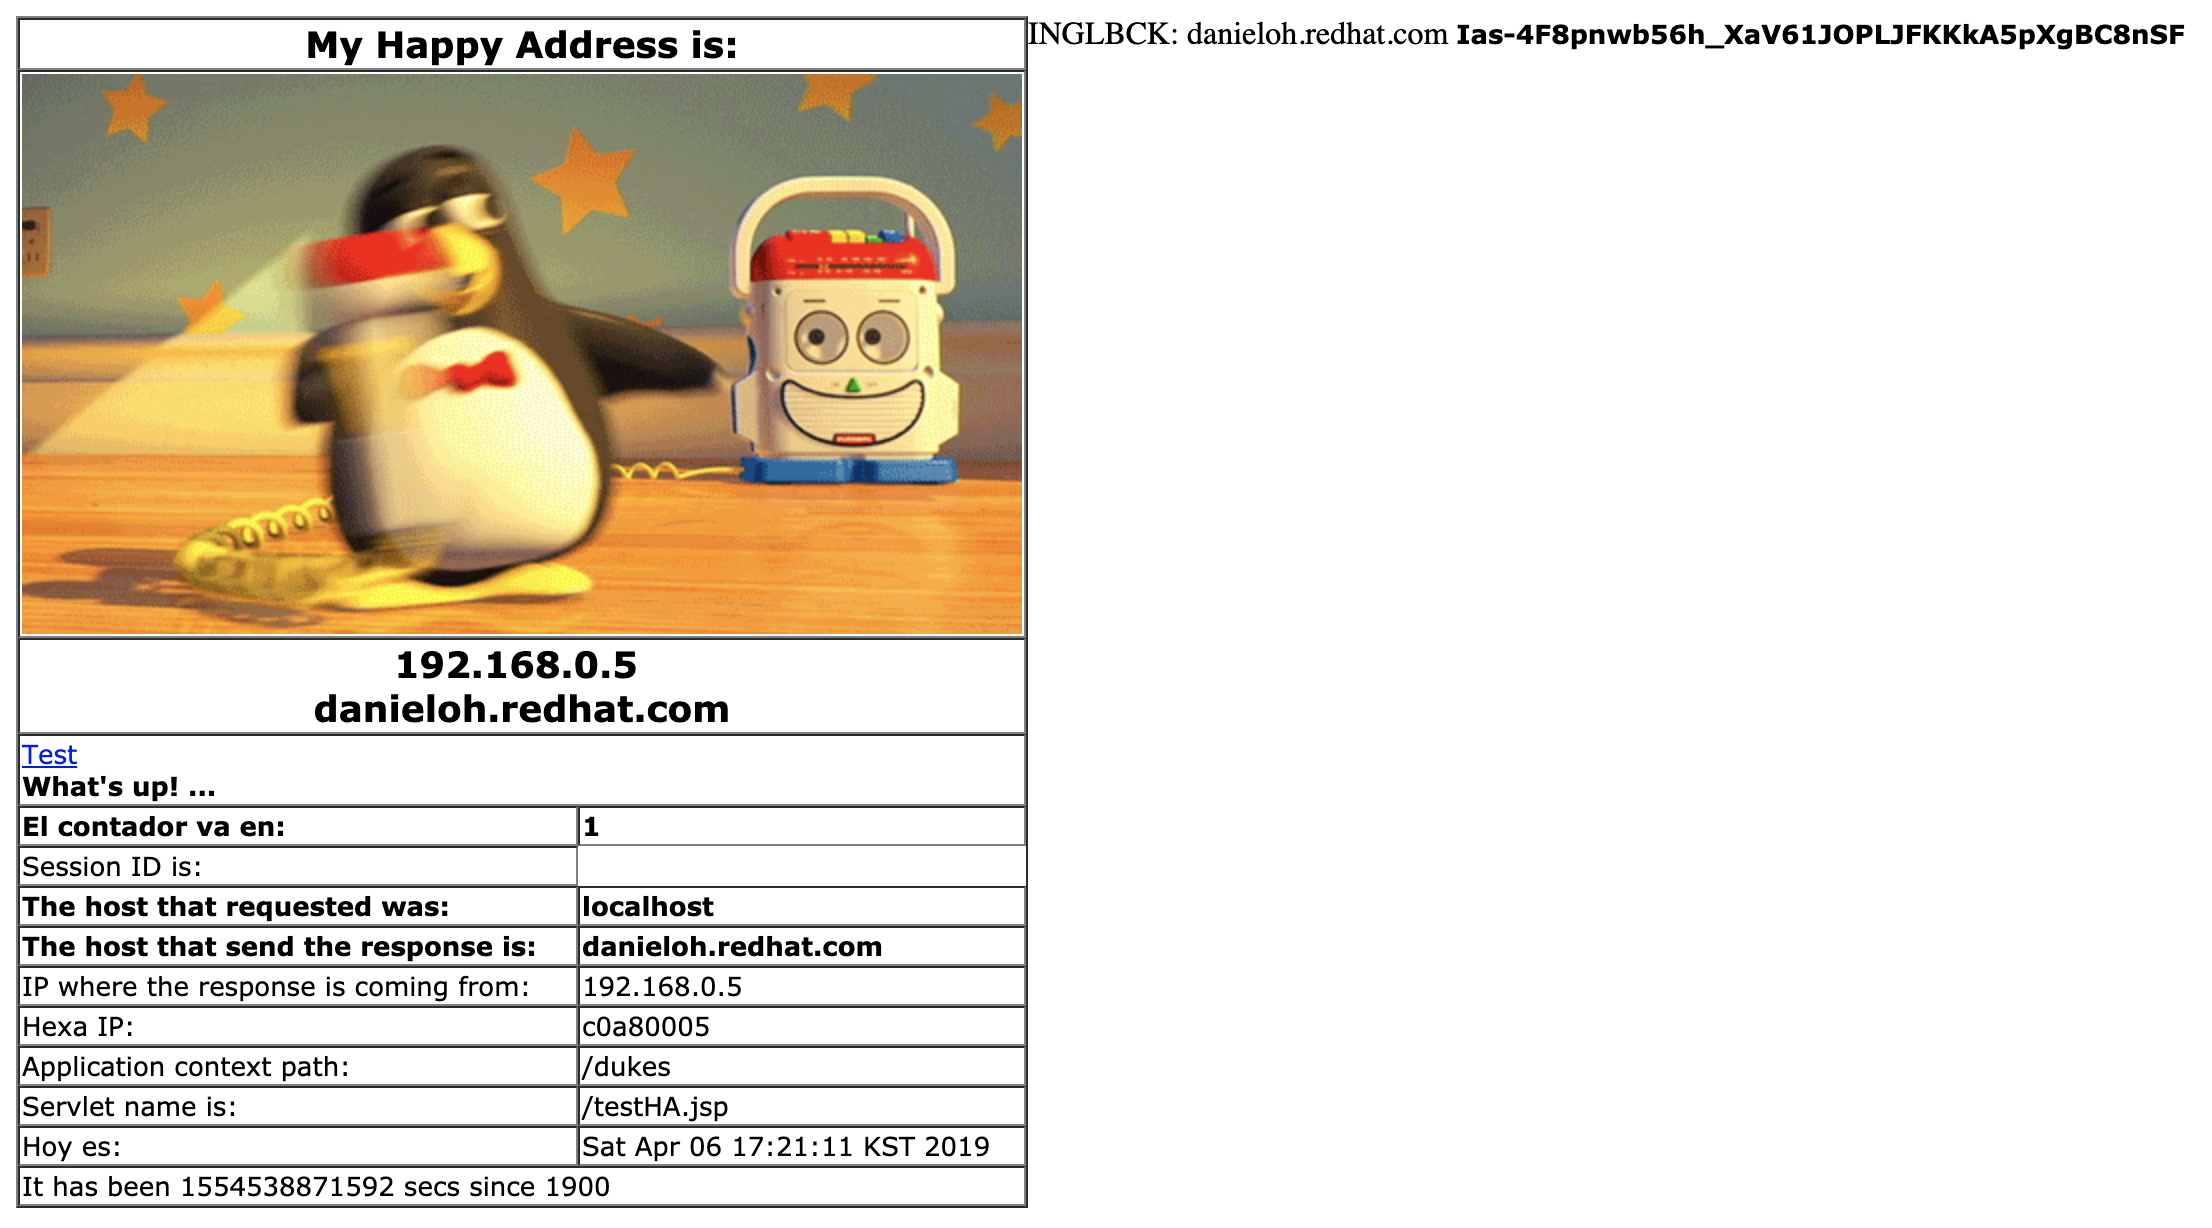 My Happy Address is:
INGLBCK: danieloh.redhat.com Ias-4F8pnwb56h_XaV61JOPLJFKKkA5pXgBC8nSF
192.168.0.5
danieloh.redhat.com
Test
What's up! ...
El contador va en: 1
Session ID is:
The host that requested was: localhost
The host that send the response is: danieloh.redhat.com
IP where the response is coming from: 192.168.0.5
Hexa IP: c0a80005
Application context path: /dukes
Servlet name is: /testHA.jsp
Hoy es: Sat Apr 06 17:21:11 KST 2019
It has been 1554538871592 secs since 1900